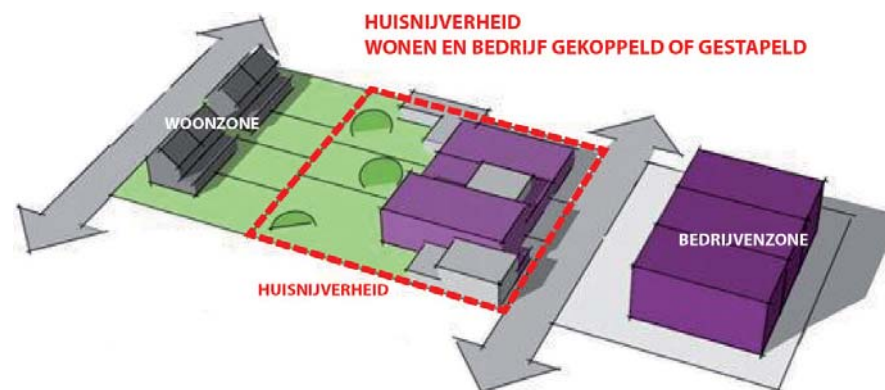 HUISNIJVERHEID
WONEN EN BEDRIJF GEKOPPELD OF GESTAPELD
WOONZONE
BEDRIJVENZONE
HUISNIJVERHEID